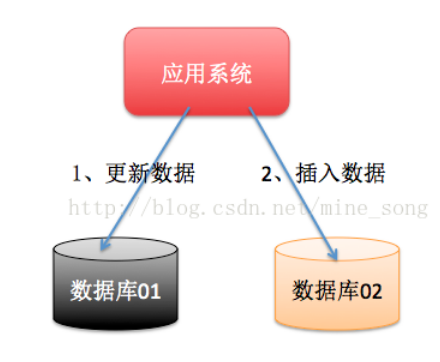 应用系统
1、更新数据
2、插入数据
http://blog.csdn.net/mine_song
数据库01
数据库02